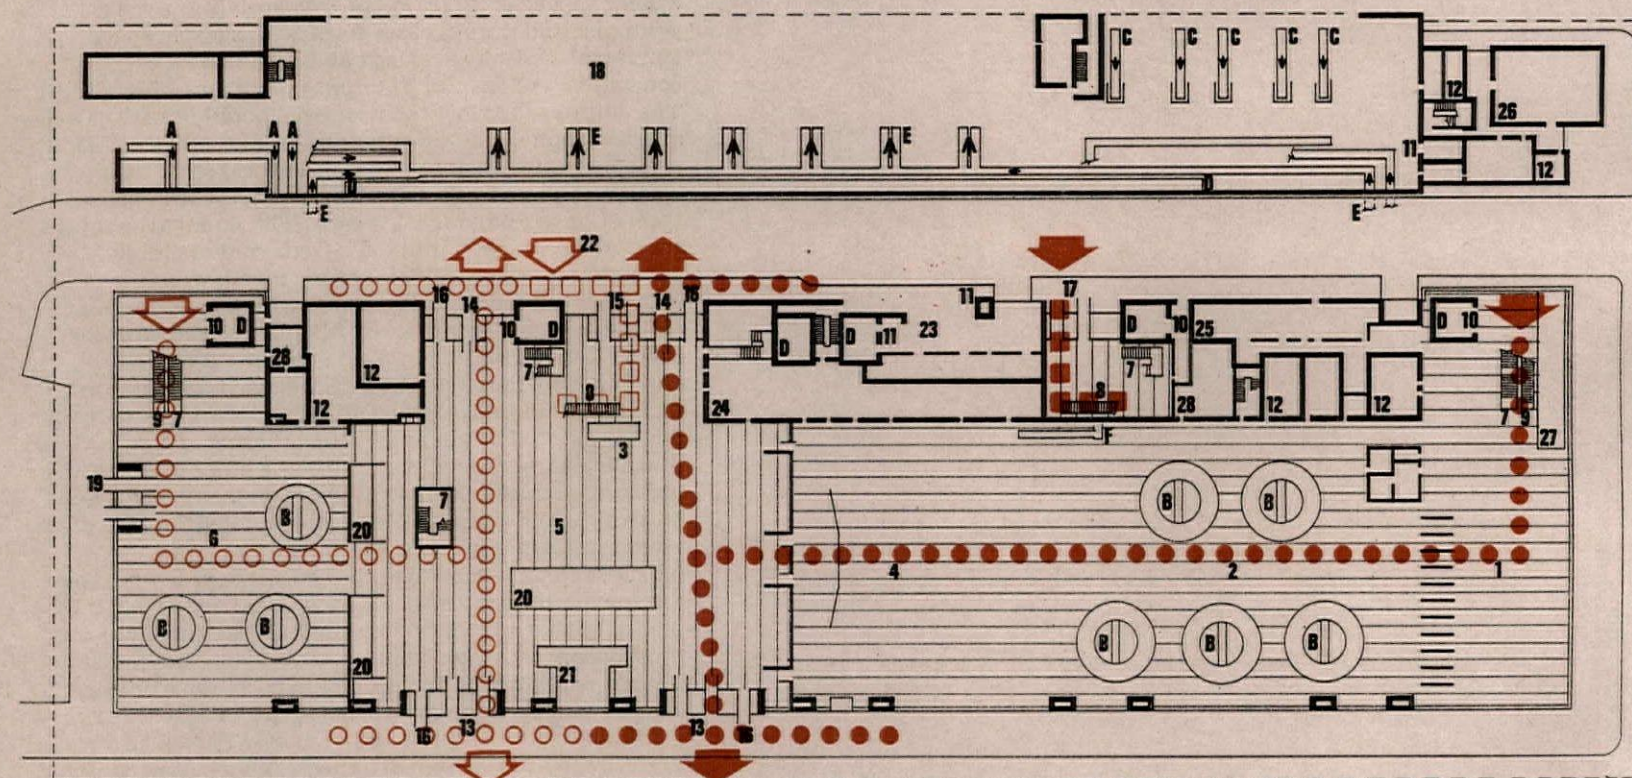 C C C C C
18
12
26
A A A
E E
11
12
D D
E E
22
16 14 15 14 16 11 17
10 D 10 D D D 11 23 D 10 25 D 10
28 12 7 7
8 8
9 7 12 24 28 12 12 7 9
3 F 27
19 7 B B
B 20 5
6
4 2 1
20
B B B B B
20 21
16 13 13 16